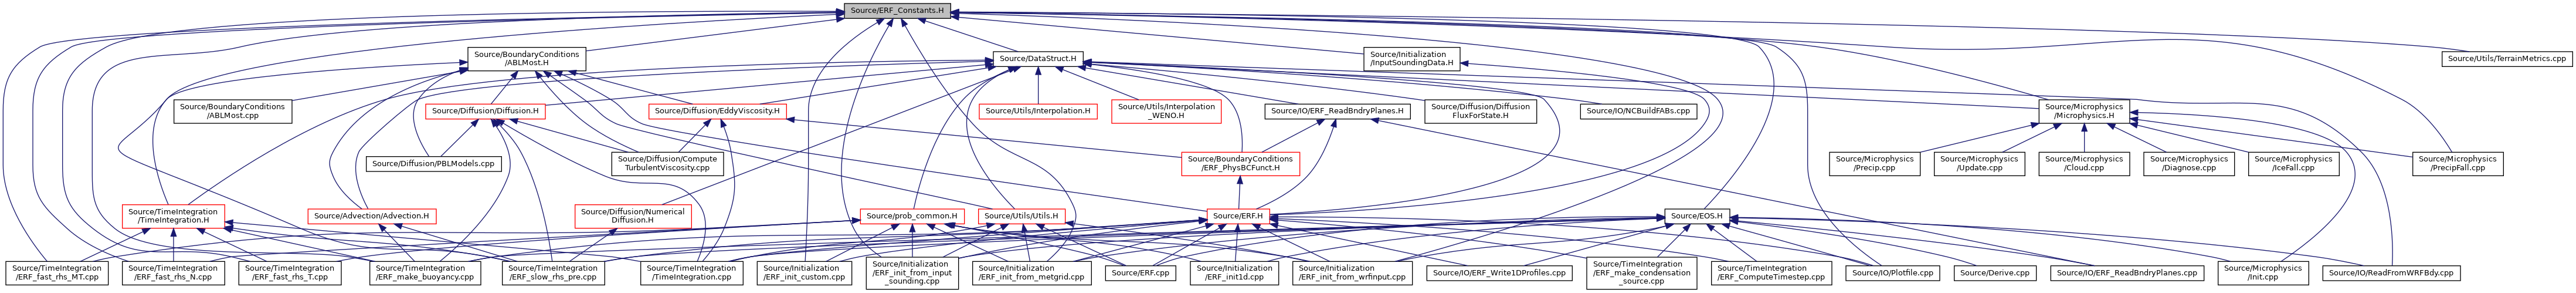 Source/ERF_Constants.H
Source/BoundaryConditions
/ABLMost.H
Source/DataStruct.H
Source/Initialization
/InputSoundingData.H
Source/Utils/TerrainMetrics.cpp
Source/BoundaryConditions
/ABLMost.cpp
Source/Diffusion/Diffusion.H
Source/Diffusion/EddyViscosity.H
Source/Utils/Interpolation.H
Source/Utils/Interpolation
_WENO.H
Source/IO/ERF_ReadBndryPlanes.H
Source/Diffusion/Diffusion
FluxForState.H
Source/IO/NCBuildFABs.cpp
Source/Microphysics
/Microphysics.H
Source/Diffusion/PBLModels.cpp
Source/Diffusion/Compute
TurbulentViscosity.cpp
Source/BoundaryConditions
/ERF_PhysBCFunct.H
Source/Microphysics
/Precip.cpp
Source/Microphysics
/Update.cpp
Source/Microphysics
/Cloud.cpp
Source/Microphysics
/Diagnose.cpp
Source/Microphysics
/IceFall.cpp
Source/Microphysics
/PrecipFall.cpp
Source/TimeIntegration
/TimeIntegration.H
Source/Advection/Advection.H
Source/Diffusion/Numerical
Diffusion.H
Source/prob_common.H
Source/Utils/Utils.H
Source/ERF.H
Source/EOS.H
Source/TimeIntegration
/ERF_fast_rhs_MT.cpp
Source/TimeIntegration
/ERF_fast_rhs_N.cpp
Source/TimeIntegration
/ERF_fast_rhs_T.cpp
Source/TimeIntegration
/ERF_make_buoyancy.cpp
Source/TimeIntegration
/ERF_slow_rhs_pre.cpp
Source/TimeIntegration
/TimeIntegration.cpp
Source/Initialization
/ERF_init_custom.cpp
Source/Initialization
/ERF_init_from_input
_sounding.cpp
Source/Initialization
/ERF_init_from_metgrid.cpp
Source/ERF.cpp
Source/Initialization
/ERF_init1d.cpp
Source/Initialization
/ERF_init_from_wrfinput.cpp
Source/IO/ERF_Write1DProfiles.cpp
Source/TimeIntegration
/ERF_make_condensation
_source.cpp
Source/TimeIntegration
/ERF_ComputeTimestep.cpp
Source/IO/Plotfile.cpp
Source/Derive.cpp
Source/IO/ERF_ReadBndryPlanes.cpp
Source/Microphysics
/Init.cpp
Source/IO/ReadFromWRFBdy.cpp